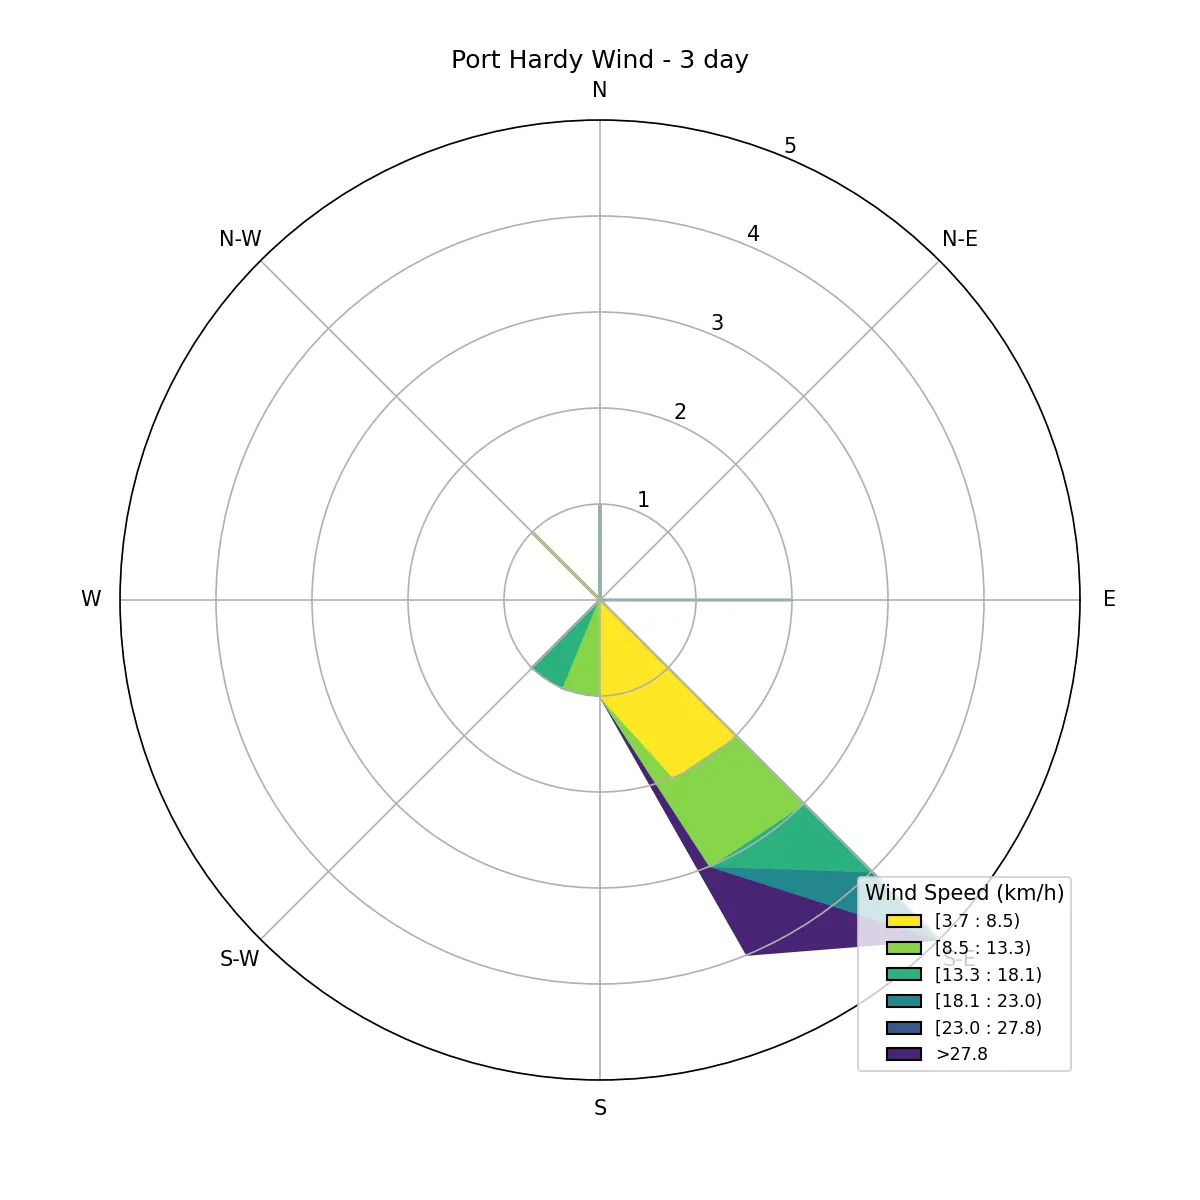 Port Hardy Wind - 3 day
N
5
N-W
N-E
4
3
2
1
W
E
Wind Speed (km/h)
[3.7 : 8.5)
[8.5 : 13.3)
S-W
S-E
[13.3 : 18.1)
[18.1 : 23.0)
[23.0 : 27.8)
>27.8
S